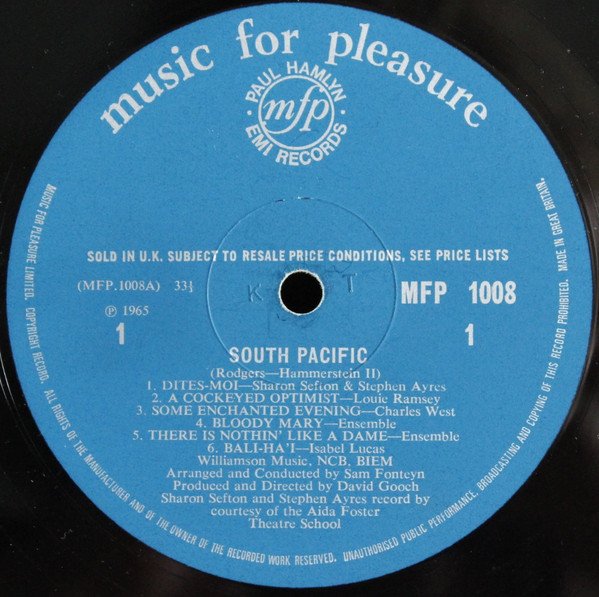 music for pleasure
PAUL HAMLYN ·
mfp
EMI RECORDS ·
SOLD IN U.K. SUBJECT TO RESALE PRICE CONDITIONS, SEE PRICE LISTS
(MFP.1008A) 33⅓
K T
MFP 1008
℗ 1965
1
1
SOUTH PACIFIC
(Rodgers—Hammerstein II)
1. DITES-MOI—Sharon Sefton & Stephen Ayres
2. A COCKEYED OPTIMIST—Louie Ramsey
3. SOME ENCHANTED EVENING—Charles West
4. BLOODY MARY—Ensemble
5. THERE IS NOTHIN' LIKE A DAME—Ensemble
6. BALI-HA'I—Isabel Lucas
Williamson Music, NCB, BIEM
Arranged and Conducted by Sam Fonteyn
Produced and Directed by David Gooch
Sharon Sefton and Stephen Ayres record by
courtesy of the Aida Foster
Theatre School
MUSIC FOR PLEASURE LIMITED. COPYRIGHT RECORD. ALL RIGHTS OF THE MANUFACTURER AND OF THE OWNER OF THE RECORDED WORK RESERVED. UNAUTHORISED PUBLIC PERFORMANCE·BROADCASTING AND COPYING OF THIS RECORD PROHIBITED. MADE IN GREAT BRITAIN.